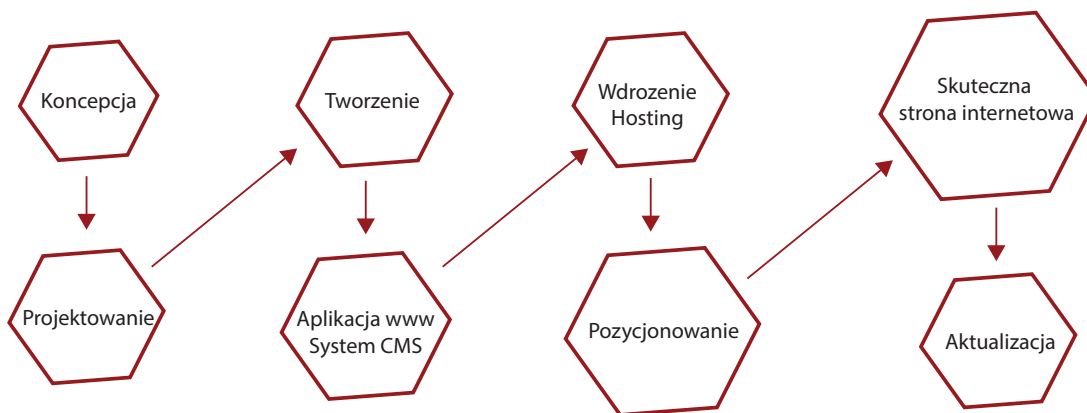 Koncepcja
Projektowanie
Tworzenie
Aplikacja www
System CMS
Wdrozenie
Hosting
Pozycjonowanie
Skuteczna
strona internetowa
Aktualizacja